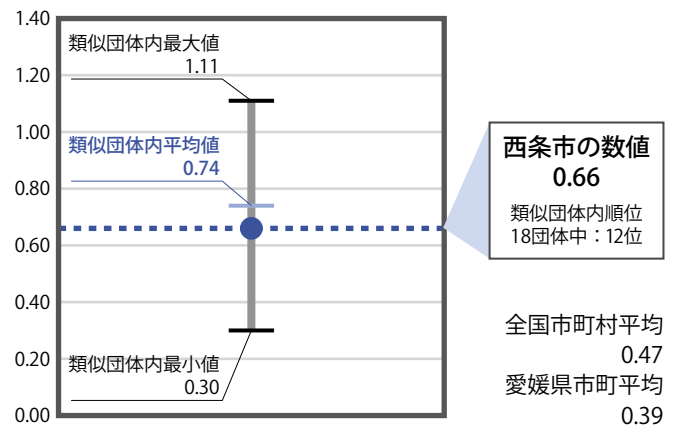 1.40
1.20
1.00
0.80
0.60
0.40
0.20
0.00
類似団体内最大値
1.11
類似団体内平均値
0.74
類似団体内最小値
0.30
西条市の数値
0.66
類似団体内順位
18団体中：12位
全国市町村平均
0.47
愛媛県市町平均
0.39